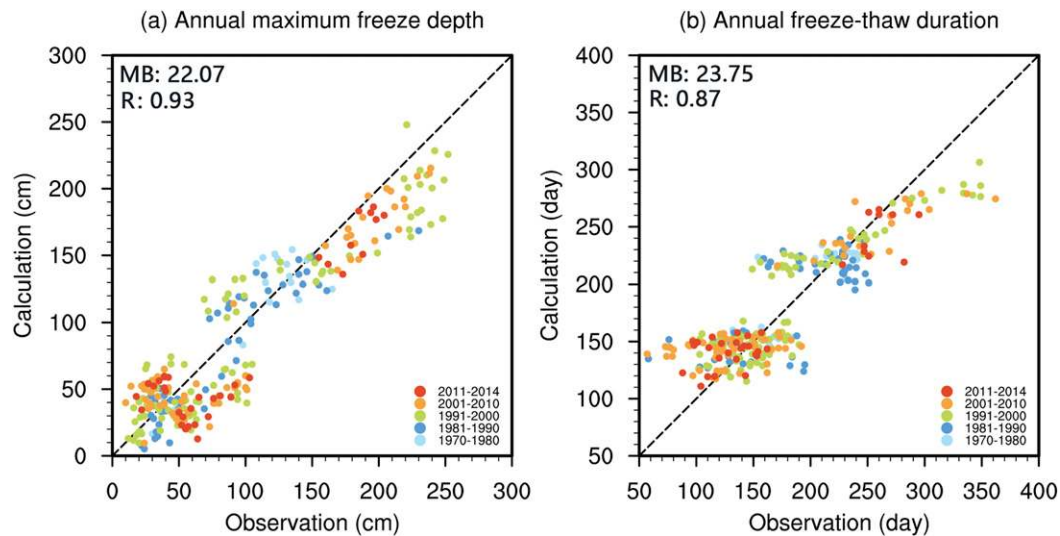 (a) Annual maximum freeze depth
300
250
200
150
100
50
0
Calculation (cm)
MB: 22.07
R: 0.93
2011-2014
2001-2010
1991-2000
1981-1990
1970-1980
0 50 100 150 200 250 300
Observation (cm)
(b) Annual freeze-thaw duration
400
350
300
250
200
150
100
50
Calculation (day)
MB: 23.75
R: 0.87
2011-2014
2001-2010
1991-2000
1981-1990
1970-1980
50 100 150 200 250 300 350 400
Observation (day)